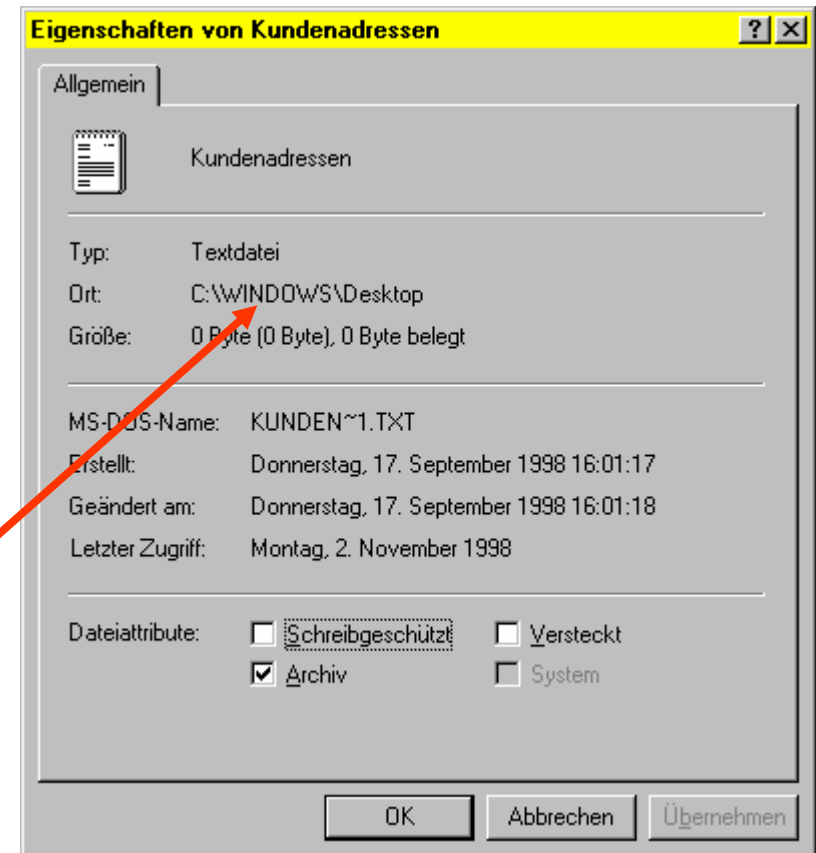 Eigenschaften von Kundenadressen
Allgemein
Kundenadressen
Typ: Textdatei
Ort: C:\WINDOWS\Desktop
Größe: 0 Byte (0 Byte), 0 Byte belegt
MS-DOS-Name: KUNDEN~1.TXT
Erstellt: Donnerstag, 17. September 1998 16:01:17
Geändert am: Donnerstag, 17. September 1998 16:01:18
Letzter Zugriff: Montag, 2. November 1998
Dateiattribute: Schreibgeschützt Versteckt
Archiv System
OK Abbrechen Übernehmen